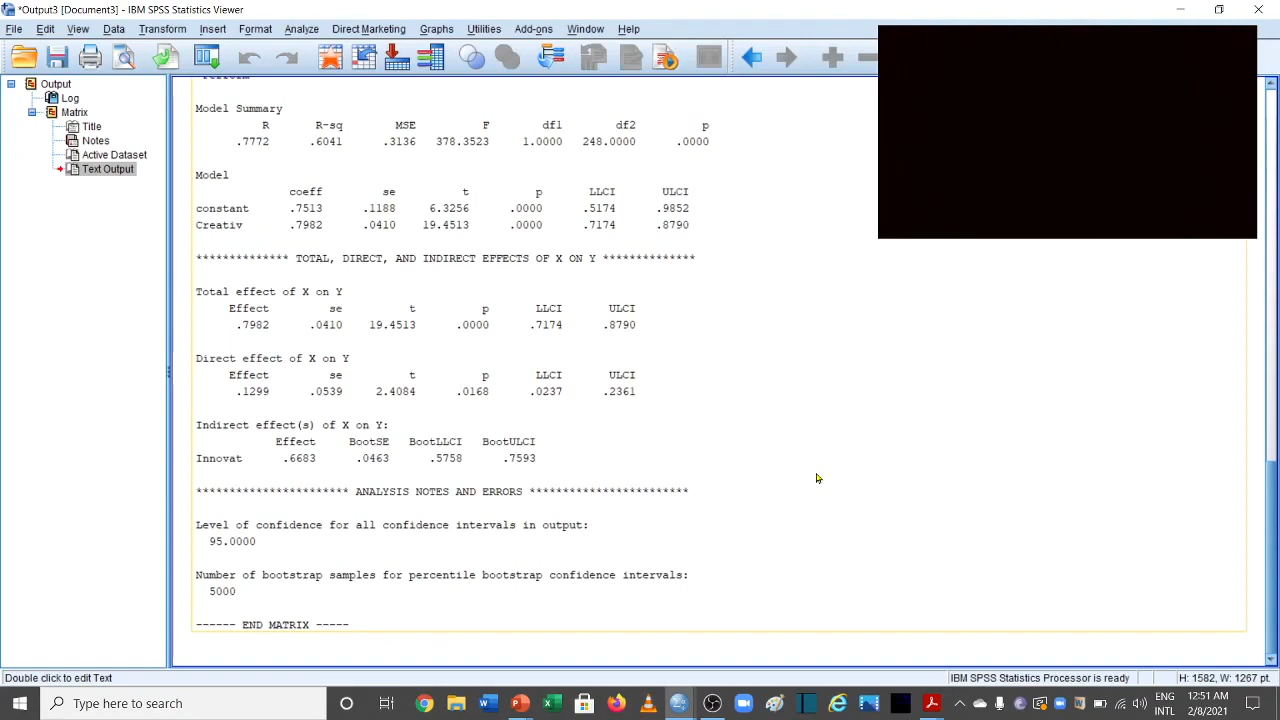 *Output3 [Document3] - IBM SPSS Statistics Viewer
File Edit View Data Transform Insert Format Analyze Direct Marketing Graphs Utilities Add-ons Window Help
Output
Log
Matrix
Title
Notes
Active Dataset
Text Output
Model Summary
R R-sq MSE F df1 df2 p
.7772 .6041 .3136 378.3523 1.0000 248.0000 .0000
Model
coeff se t p LLCI ULCI
constant .7513 .1188 6.3256 .0000 .5174 .9852
Creativ .7982 .0410 19.4513 .0000 .7174 .8790
************** TOTAL, DIRECT, AND INDIRECT EFFECTS OF X ON Y **************
Total effect of X on Y
Effect se t p LLCI ULCI
.7982 .0410 19.4513 .0000 .7174 .8790
Direct effect of X on Y
Effect se t p LLCI ULCI
.1299 .0539 2.4084 .0168 .0237 .2361
Indirect effect(s) of X on Y:
Effect BootSE BootLLCI BootULCI
Innovat .6683 .0463 .5758 .7593
*********************** ANALYSIS NOTES AND ERRORS ************************
Level of confidence for all confidence intervals in output:
95.0000
Number of bootstrap samples for percentile bootstrap confidence intervals:
5000
------ END MATRIX -----
Double click to edit Text
IBM SPSS Statistics Processor is ready
H: 1582, W: 1267 pt.
Type here to search
ENG
INTL
12:51 AM
2/8/2021